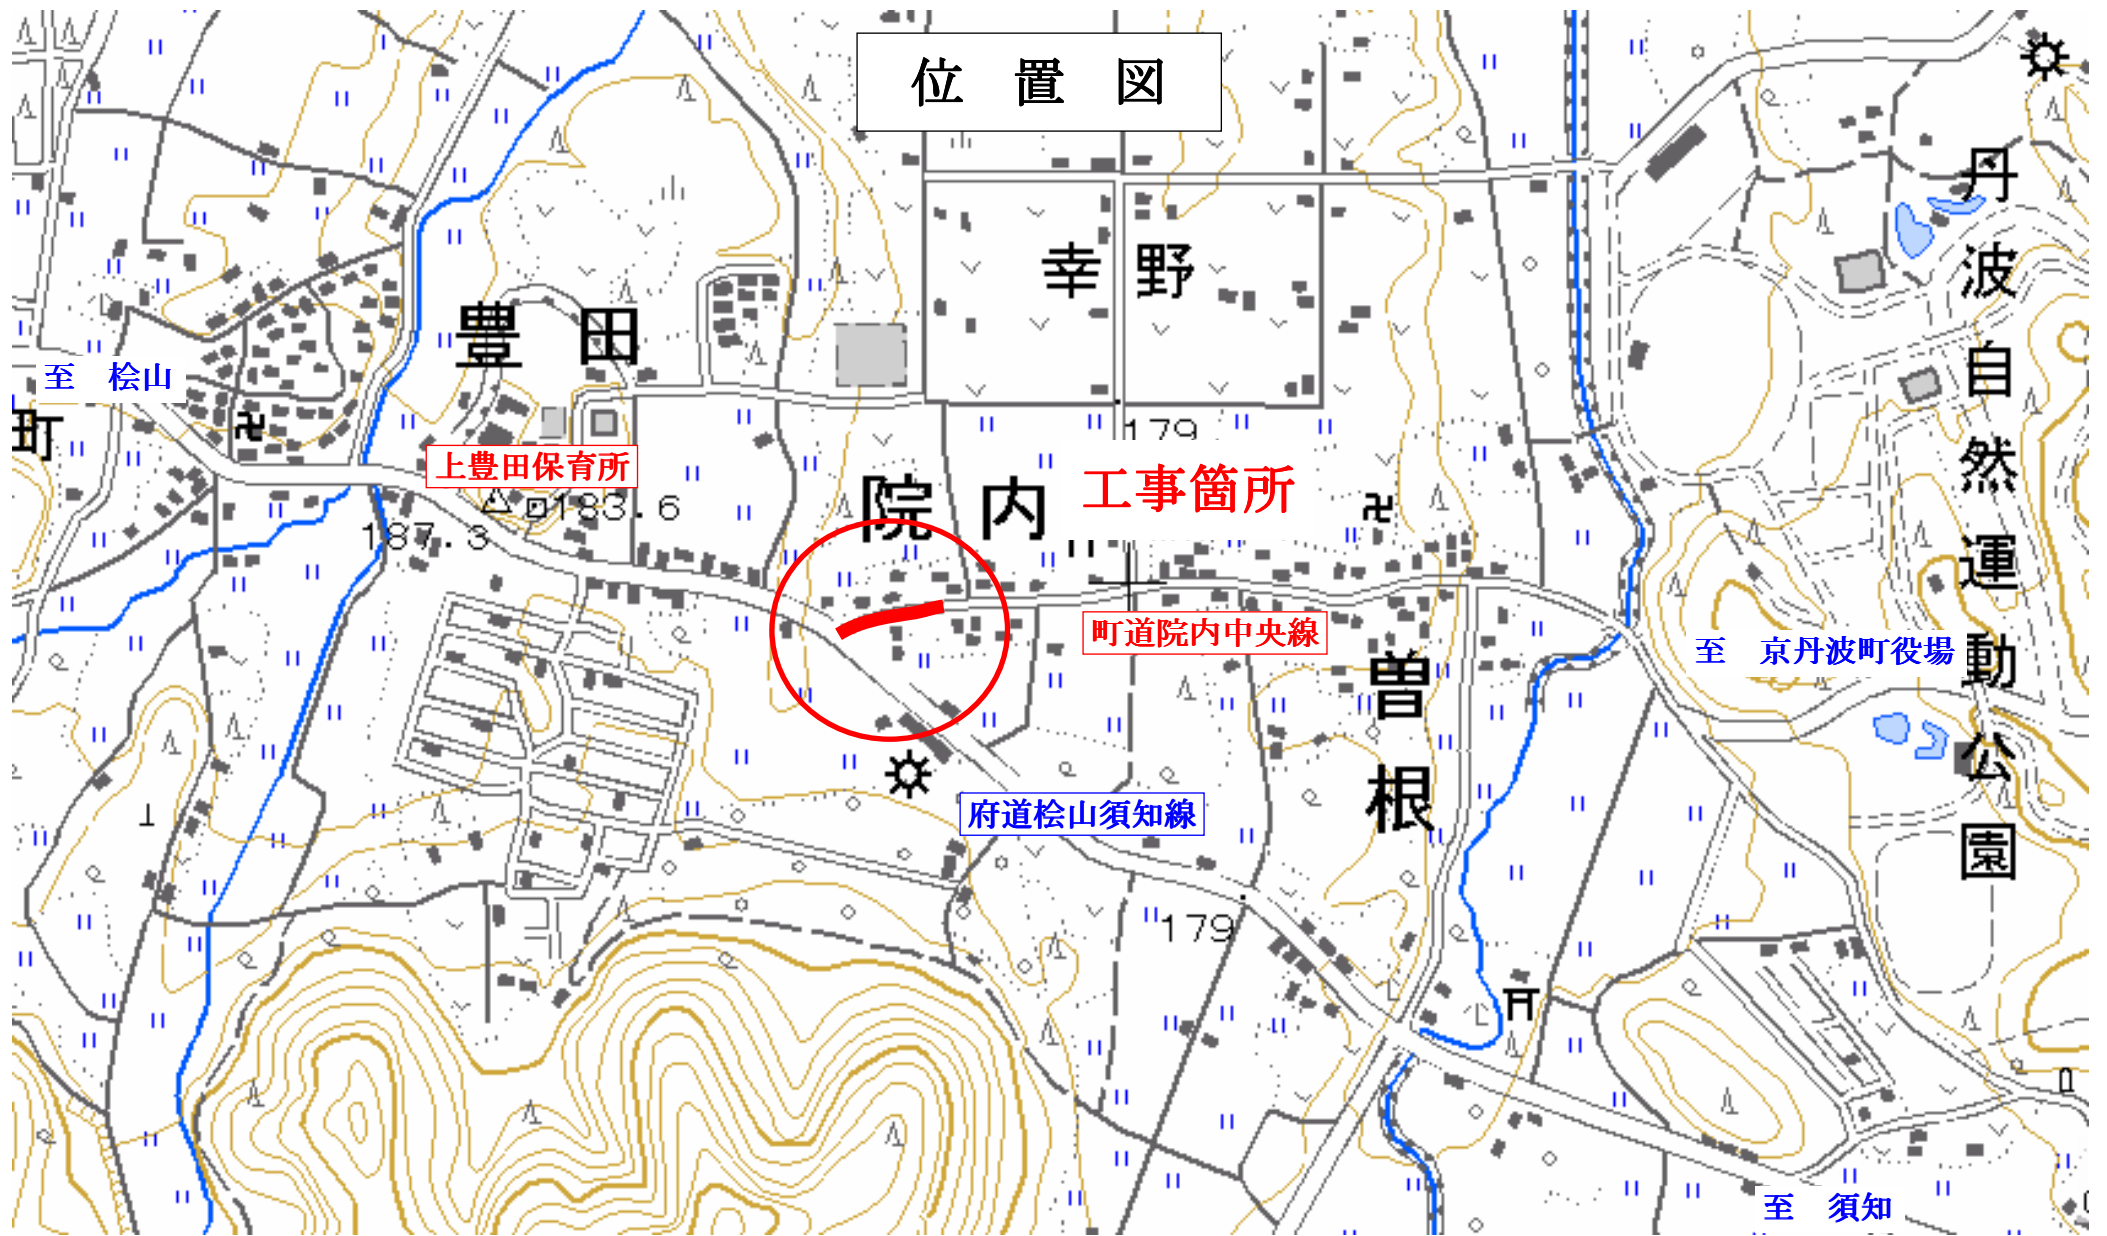 位　置　図
丹波自然運動公園
幸野
豊田
至　桧山
町
179
上豊田保育所
工事箇所
院内
183.6
187.3
町道院内中央線
至　京丹波町役場
曽根
府道桧山須知線
179
至　須知